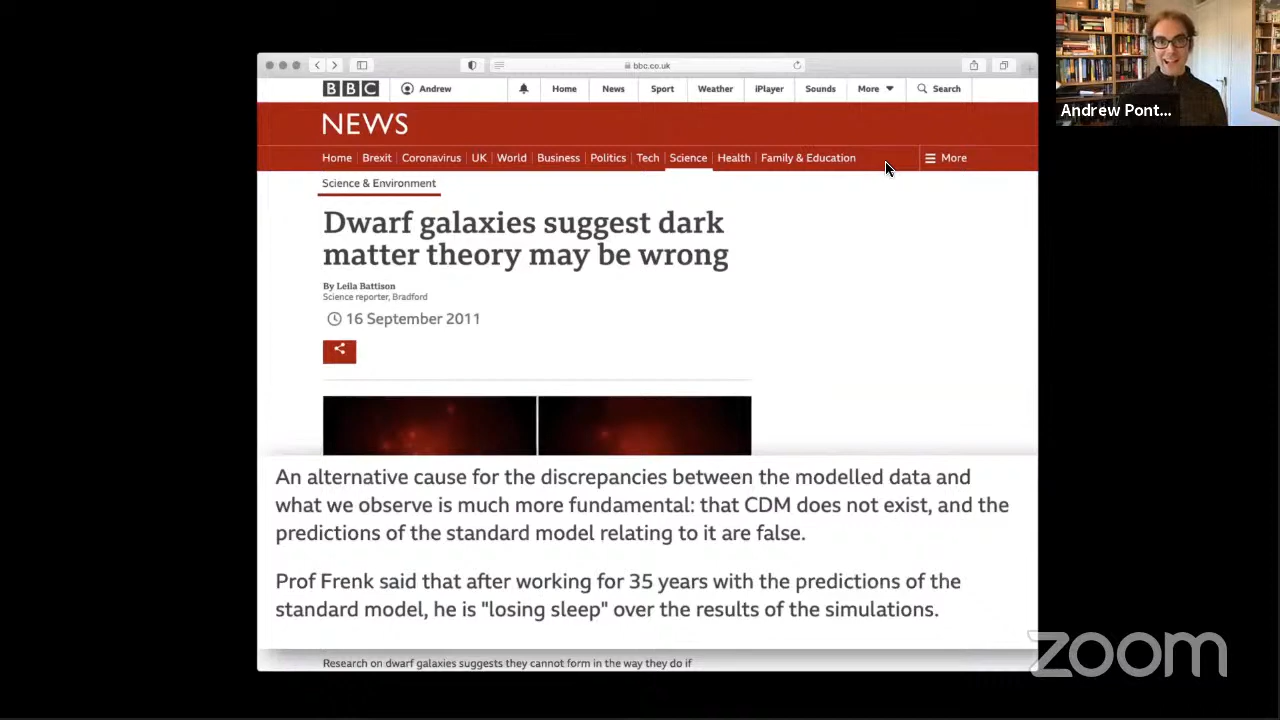 bbc.co.uk
BBC
Andrew
Home
News
Sport
Weather
iPlayer
Sounds
More
Search
Andrew Pont...
NEWS
Home
Brexit
Coronavirus
UK
World
Business
Politics
Tech
Science
Health
Family & Education
More
Science & Environment
Dwarf galaxies suggest dark
matter theory may be wrong
By Leila Battison
Science reporter, Bradford
16 September 2011
An alternative cause for the discrepancies between the modelled data and
what we observe is much more fundamental: that CDM does not exist, and the
predictions of the standard model relating to it are false.
Prof Frenk said that after working for 35 years with the predictions of the
standard model, he is "losing sleep" over the results of the simulations.
Research on dwarf galaxies suggests they cannot form in the way they do if
zoom